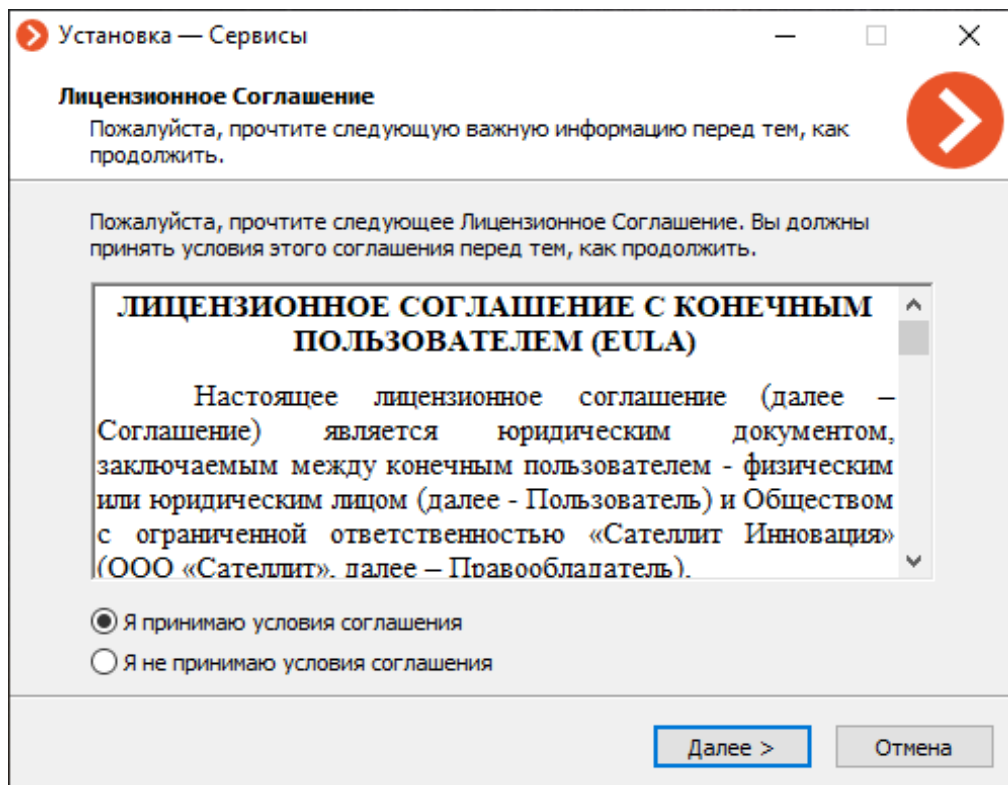 Установка — Сервисы
Лицензионное Соглашение
Пожалуйста, прочтите следующую важную информацию перед тем, как
продолжить.
Пожалуйста, прочтите следующее Лицензионное Соглашение. Вы должны
принять условия этого соглашения перед тем, как продолжить.
ЛИЦЕНЗИОННОЕ СОГЛАШЕНИЕ С КОНЕЧНЫМ
ПОЛЬЗОВАТЕЛЕМ (EULA)
Настоящее лицензионное соглашение (далее –
Соглашение) является юридическим документом,
заключаемым между конечным пользователем - физическим
или юридическим лицом (далее - Пользователь) и Обществом
с ограниченной ответственностью «Сателлит Инновация»
(ООО «Сателлит», далее – Правообладатель).
Я принимаю условия соглашения
Я не принимаю условия соглашения
Далее >
Отмена